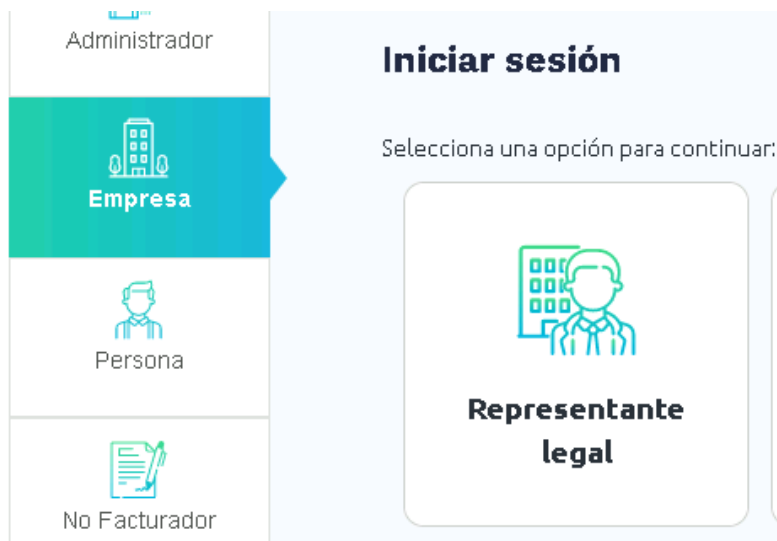 Administrador
Empresa
Persona
No Facturador
Iniciar sesión
Selecciona una opción para continuar:
Representante
legal